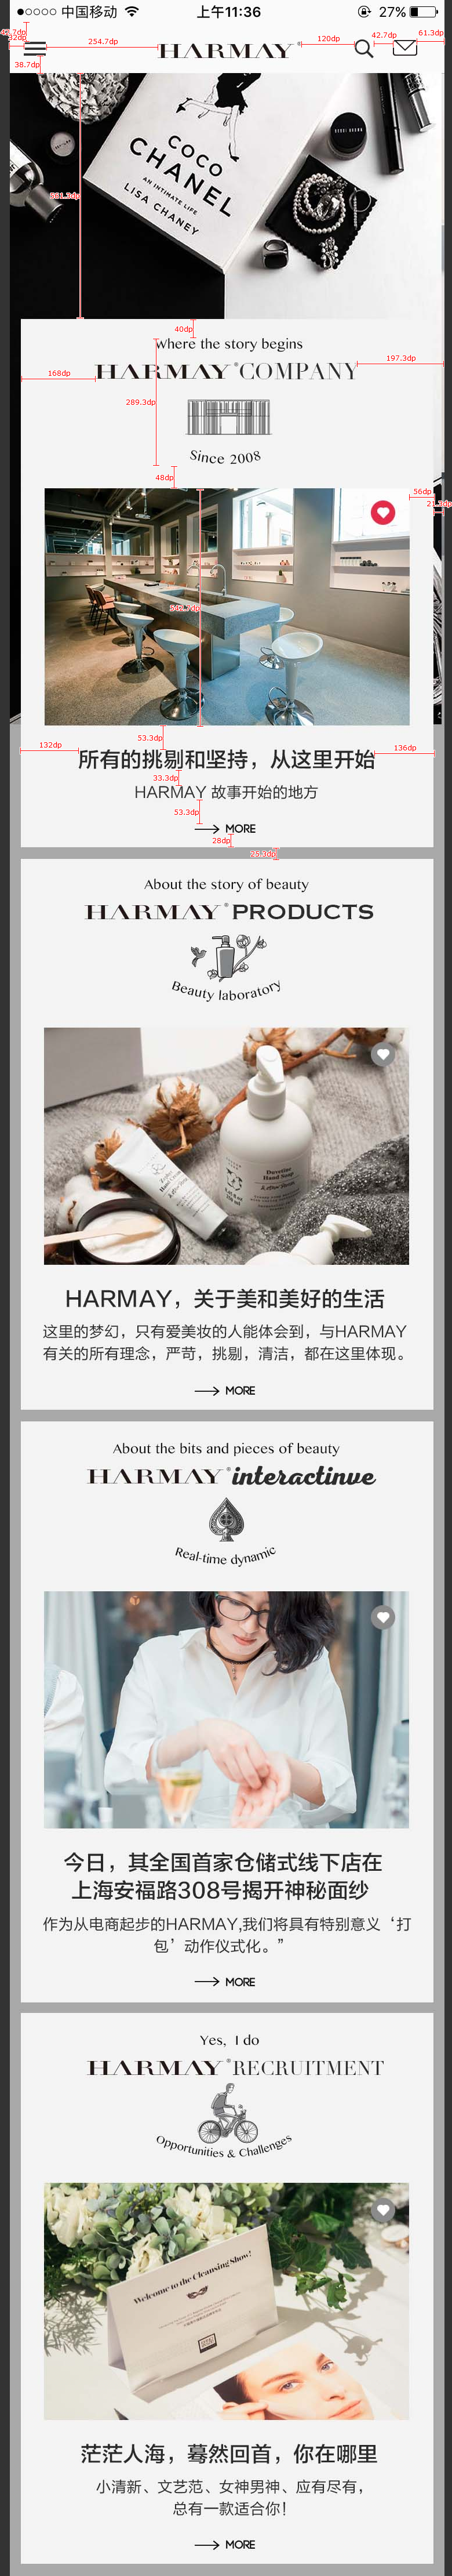 中国移动 上午11:36 27%
49.7dp
32dp 254.7dp HARMAY® 120dp 42.7dp 61.3dp
38.7dp
COCO
CHANEL
AN INTIMATE LIFE
LISA CHANEY
BOBBI BROWN
40dp
Where the story begins
168dp HARMAY®COMPANY 197.3dp
289.3dp
Since 2008
48dp
56dp
53.3dp
132dp 所有的挑剔和坚持，从这里开始 136dp
33.3dp
HARMAY 故事开始的地方
53.3dp
MORE
28dp
About the story of beauty
HARMAY®PRODUCTS
Beauty laboratory
HARMAY，关于美和美好的生活
这里的梦幻，只有爱美妆的人能体会到，与HARMAY
有关的所有理念，严苛，挑剔，清洁，都在这里体现。
MORE
About the bits and pieces of beauty
HARMAY®interactinve
Real-time dynamic
今日，其全国首家仓储式线下店在
上海安福路308号揭开神秘面纱
作为从电商起步的HARMAY,我们将具有特别意义‘打
包’动作仪式化。”
MORE
Yes, I do
HARMAY®RECRUITMENT
Opportunities & Challenges
Welcome to the Cleansing Show!
茫茫人海，蓦然回首，你在哪里
小清新、文艺范、女神男神、应有尽有，
总有一款适合你！
MORE